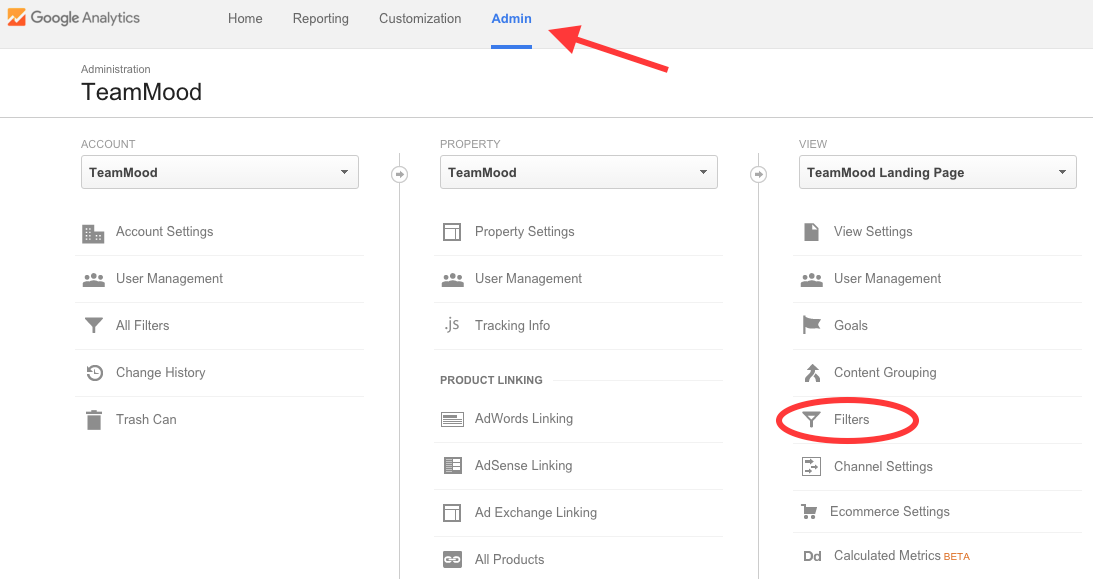 Google Analytics
Home Reporting Customization Admin
Administration
TeamMood
ACCOUNT
TeamMood
Account Settings
User Management
All Filters
Change History
Trash Can
PROPERTY
TeamMood
Property Settings
User Management
.js Tracking Info
PRODUCT LINKING
AdWords Linking
AdSense Linking
Ad Exchange Linking
All Products
VIEW
TeamMood Landing Page
View Settings
User Management
Goals
Content Grouping
Filters
Channel Settings
Ecommerce Settings
Dd Calculated Metrics BETA